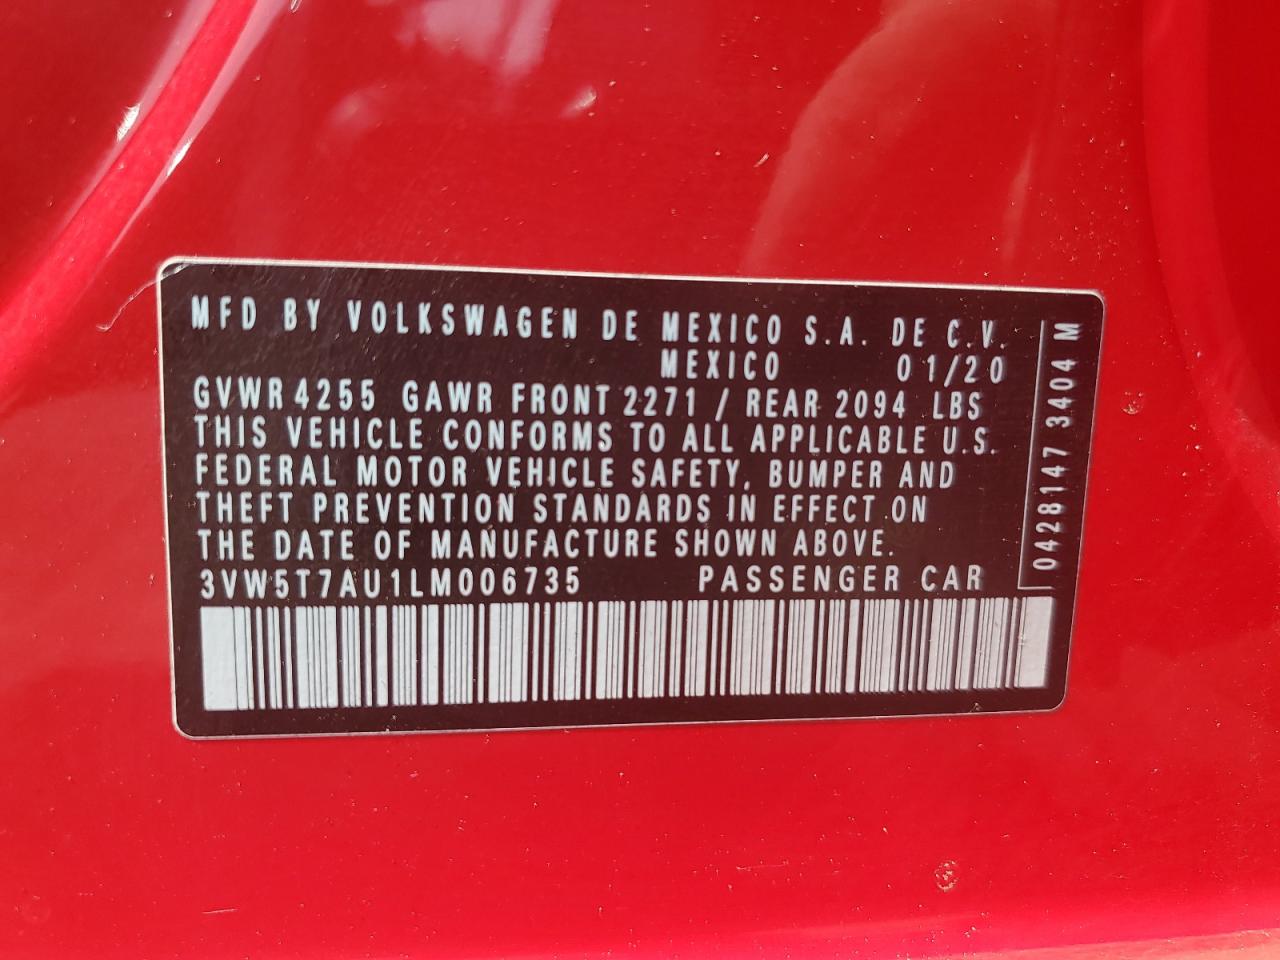 MFD BY VOLKSWAGEN DE MEXICO S.A. DE C.V.
MEXICO 01/20
GVWR 4255 GAWR FRONT 2271 / REAR 2094 LBS
THIS VEHICLE CONFORMS TO ALL APPLICABLE U.S.
FEDERAL MOTOR VEHICLE SAFETY, BUMPER AND
THEFT PREVENTION STANDARDS IN EFFECT ON
THE DATE OF MANUFACTURE SHOWN ABOVE.
3VW5T7AU1LM006735 PASSENGER CAR
0428147 3404 M